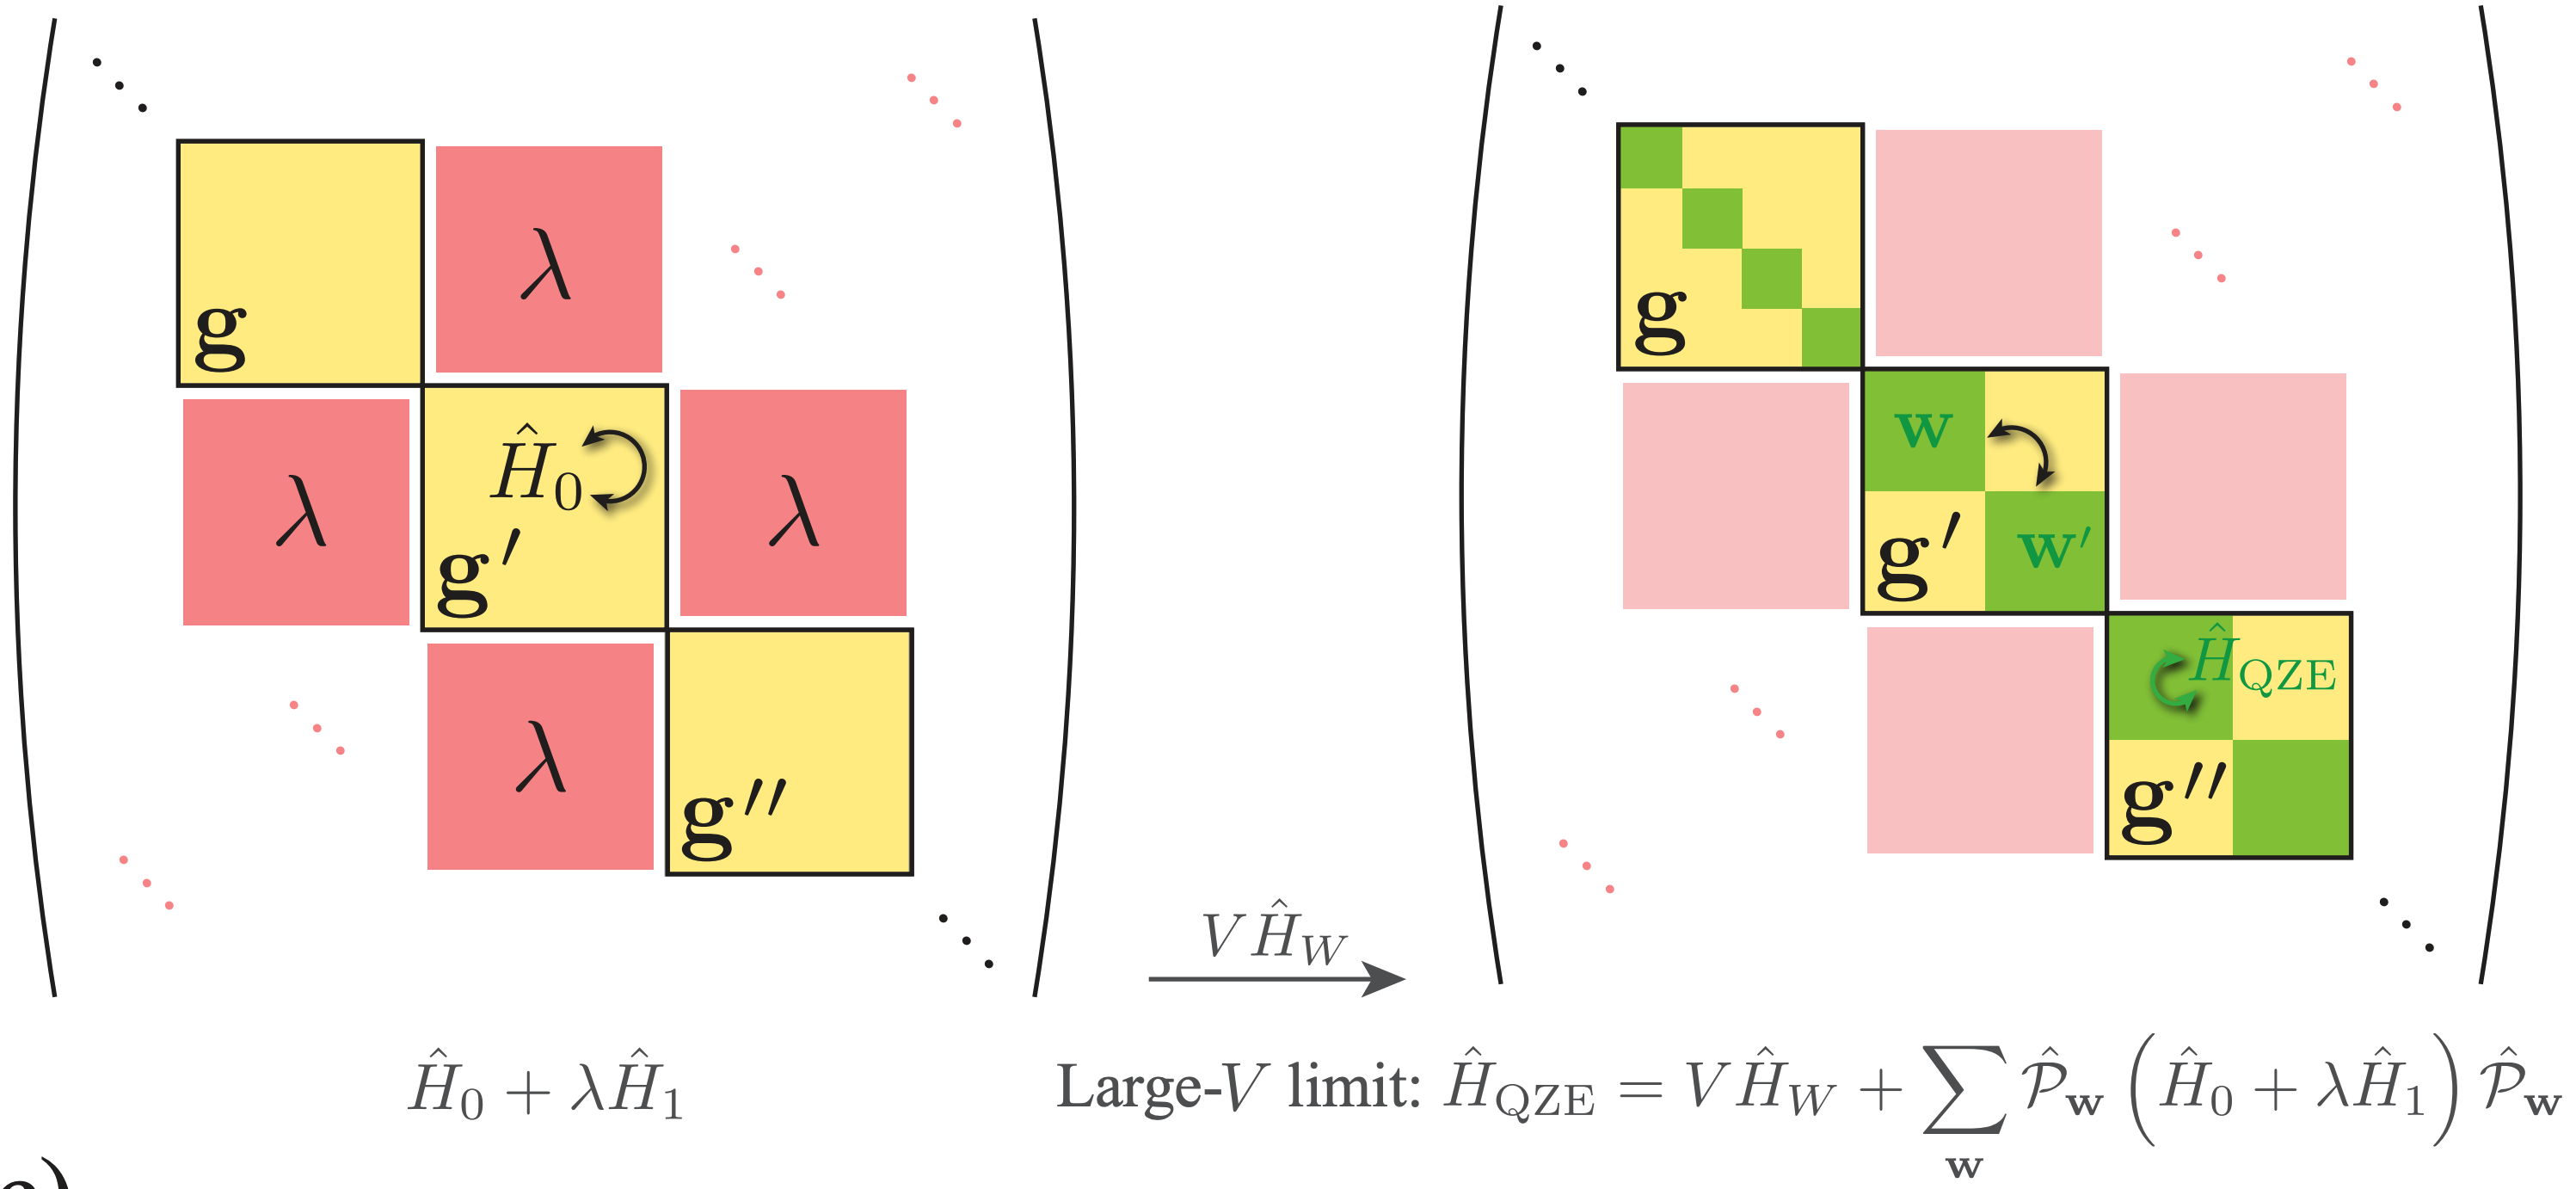 g λ
λ Ĥ₀ g′ λ
λ g″
g
w g′ w′
Ĥ_QZE g″
VĤ_W
Ĥ₀ + λĤ₁
Large-V limit: Ĥ_QZE = VĤ_W + ∑_w 𝒫̂_w (Ĥ₀ + λĤ₁) 𝒫̂_w